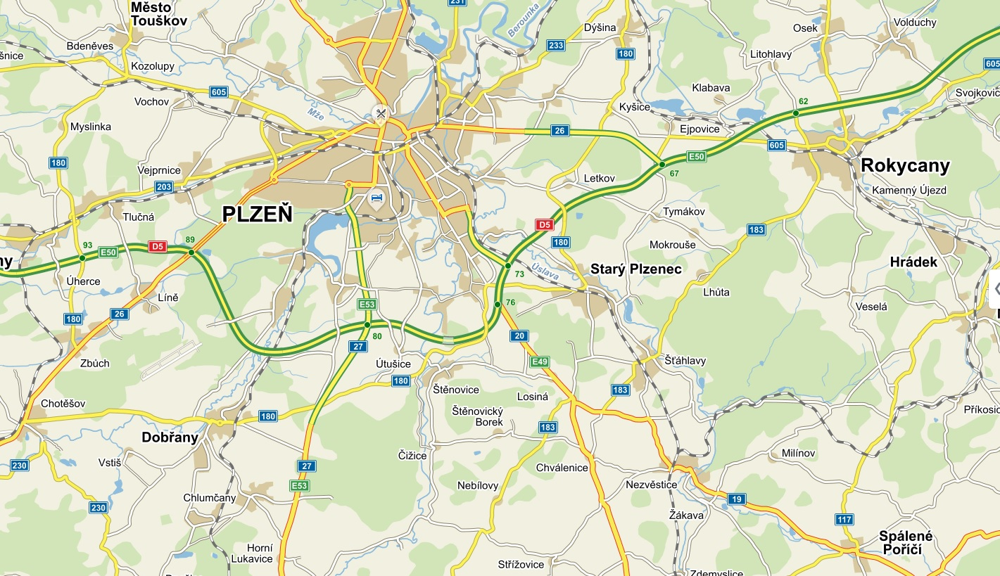 Město
Touškov
231
Berounka
Dýšina
Osek
Volduchy
Bdeněves
233
180
Litohlavy
Kozolupy
605
605
Klabava
Svojkovic
Vochov
Mže
Kyšice
62
Myslinka
26
Ejpovice
605
180
E50
Rokycany
Vejprnice
67
203
Letkov
Kamenný Újezd
PLZEŇ
Tlučná
Tymákov
D5
183
89
93
E50
D5
180
Mokrouše
Hrádek
Úslava
Starý Plzenec
73
Úherce
Lhůta
Líně
E53
76
Veselá
26
180
80
20
27
Zbůch
Útušice
E49
Šťáhlavy
180
Štěnovice
Losiná
183
Chotěšov
Štěnovický
Borek
180
183
Dobřany
Čižice
Milínov
Vstiš
230
27
Chválenice
E53
Nebílovy
Nezvěstice
Chlumčany
19
230
Žákava
117
Horní
Lukavice
Spálené
Poříčí
Střížovice